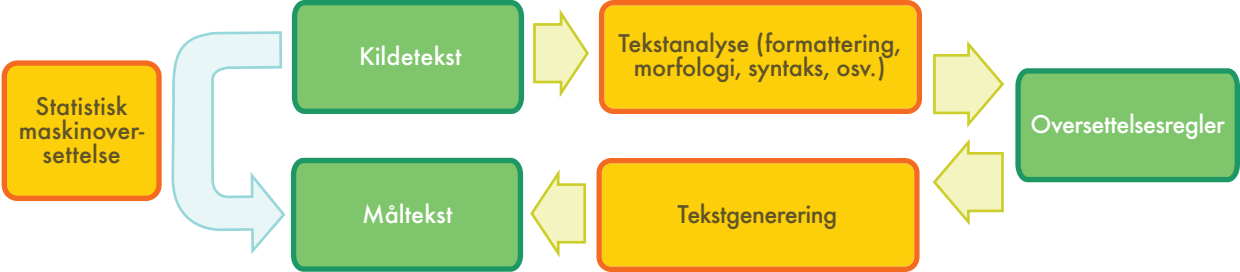 Statistisk
maskinover-
settelse
Kildetekst
Tekstanalyse (formattering,
morfologi, syntaks, osv.)
Oversettelsesregler
Måltekst
Tekstgenerering